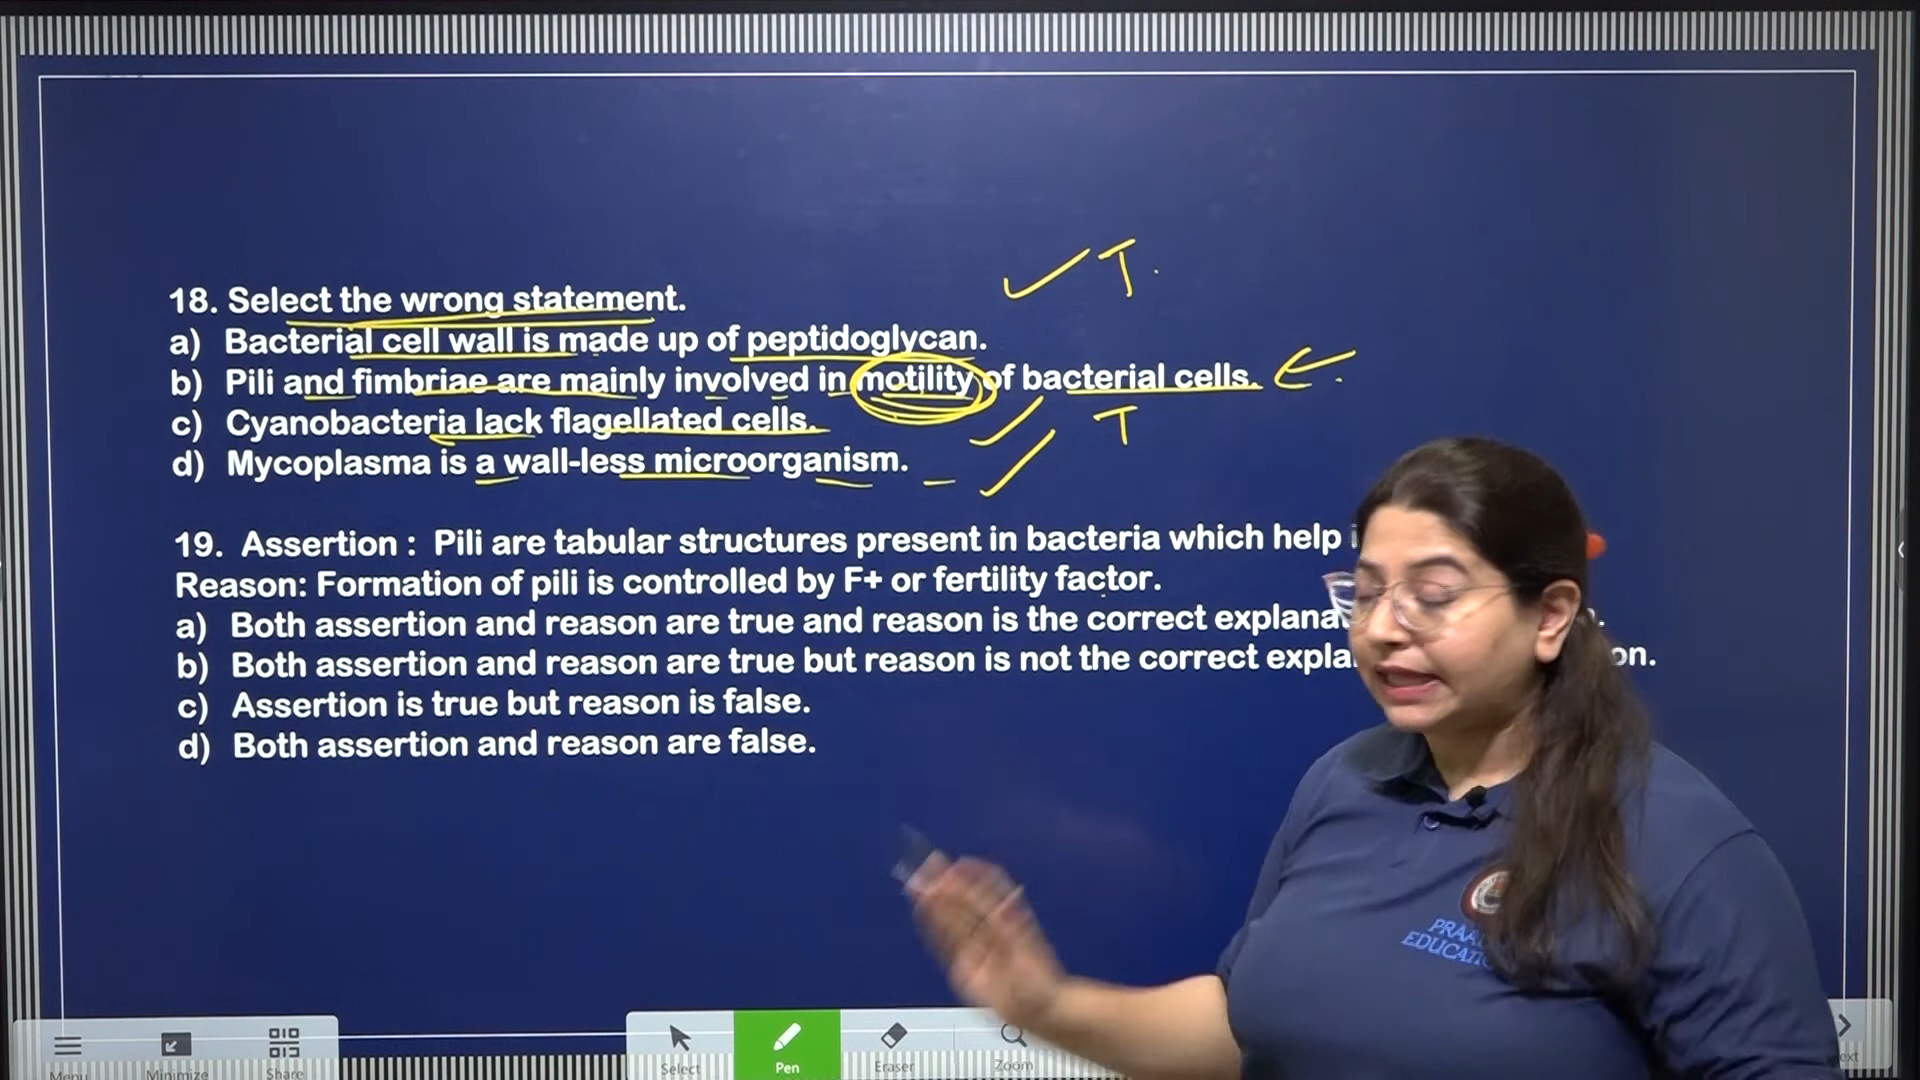 T.
18. Select the wrong statement.
a) Bacterial cell wall is made up of peptidoglycan.
b) Pili and fimbriae are mainly involved in motility of bacterial cells.
c) Cyanobacteria lack flagellated cells.
T
d) Mycoplasma is a wall-less microorganism.
19. Assertion : Pili are tabular structures present in bacteria which help
Reason: Formation of pili is controlled by F+ or fertility factor.
a) Both assertion and reason are true and reason is the correct
b) Both assertion and reason are true but reason is not the correct
c) Assertion is true but reason is false.
d) Both assertion and reason are false.
Menu Minimize Share Select Pen Eraser Zoom